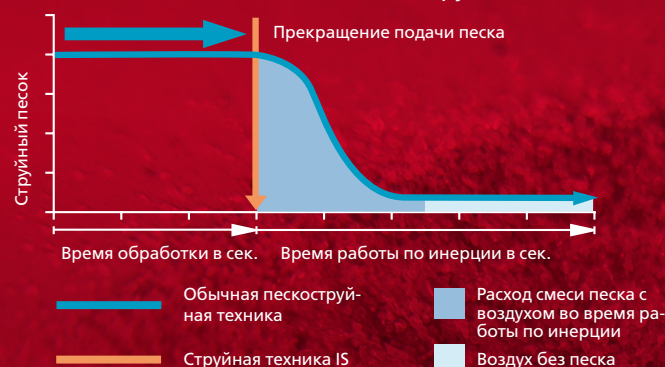 Прекращение подачи песка
Струйный песок
Время обработки в сек. Время работы по инерции в сек.
Обычная пескоструй-
ная техника
Струйная техника IS
Расход смеси песка с
воздухом во время ра-
боты по инерции
Воздух без песка